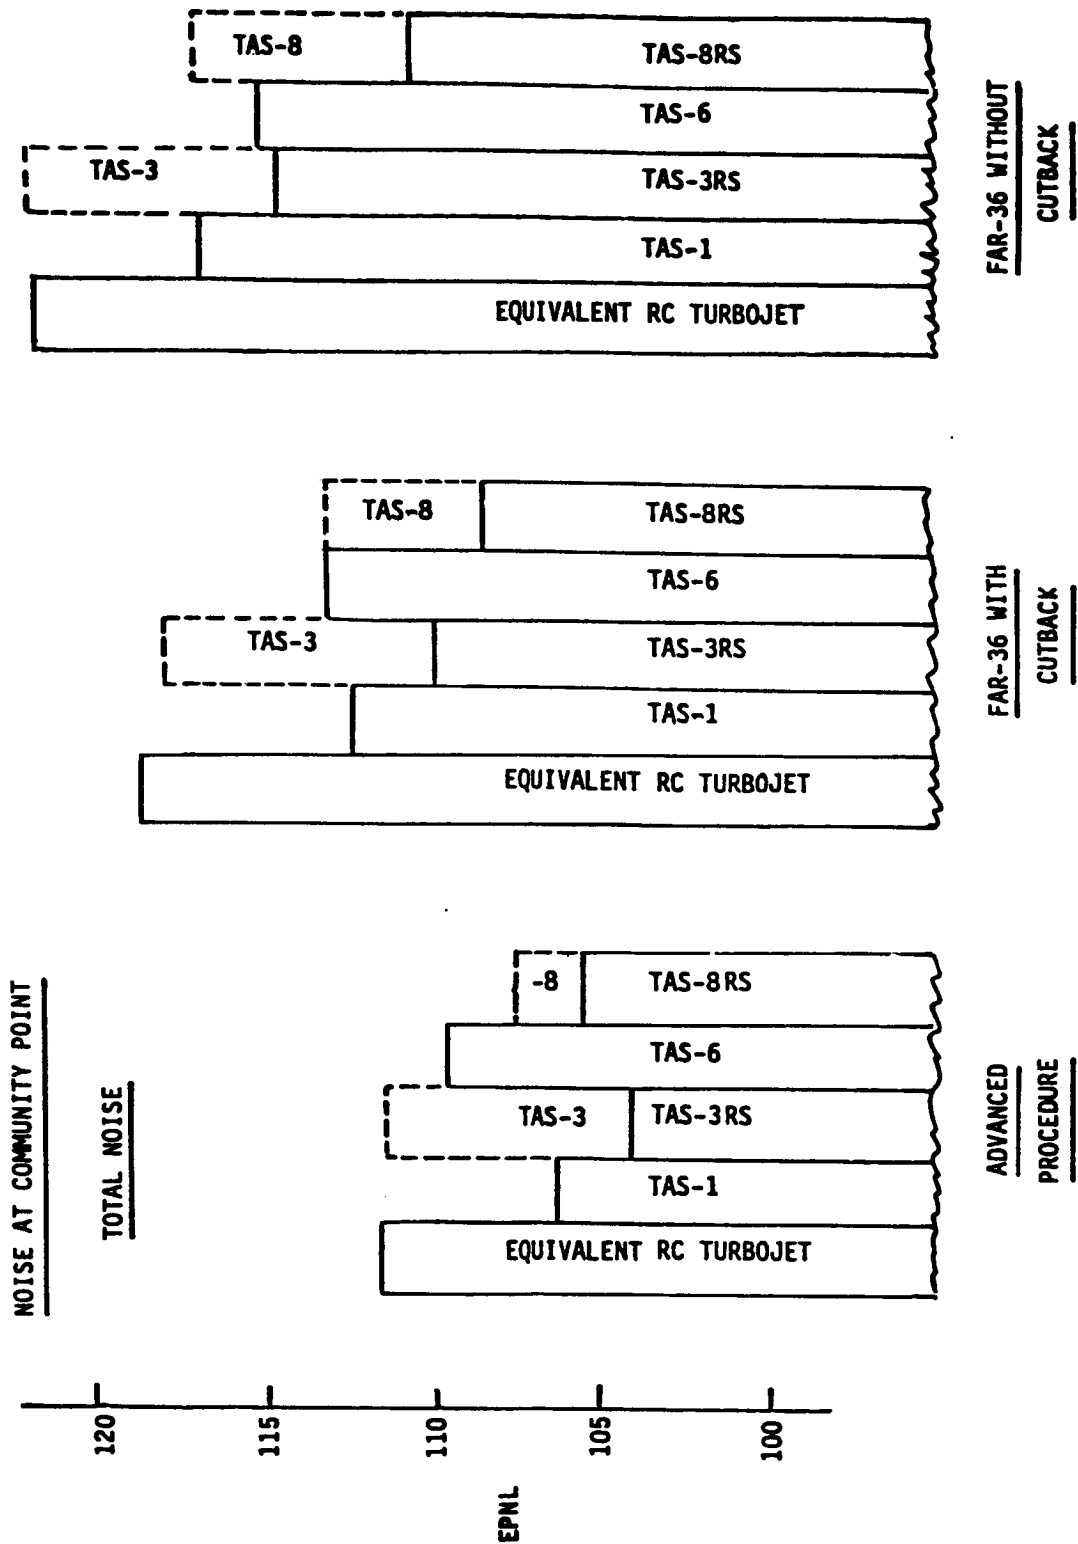 NOISE AT COMMUNITY POINT
TOTAL NOISE
EPNL
120
115
110
105
100
EQUIVALENT RC TURBOJET
TAS-1
TAS-3
TAS-3RS
TAS-6
-8
TAS-8RS
ADVANCED
PROCEDURE
EQUIVALENT RC TURBOJET
TAS-1
TAS-3
TAS-3RS
TAS-6
TAS-8
TAS-8RS
FAR-36 WITH
CUTBACK
EQUIVALENT RC TURBOJET
TAS-1
TAS-3
TAS-3RS
TAS-6
TAS-8
TAS-8RS
FAR-36 WITHOUT
CUTBACK